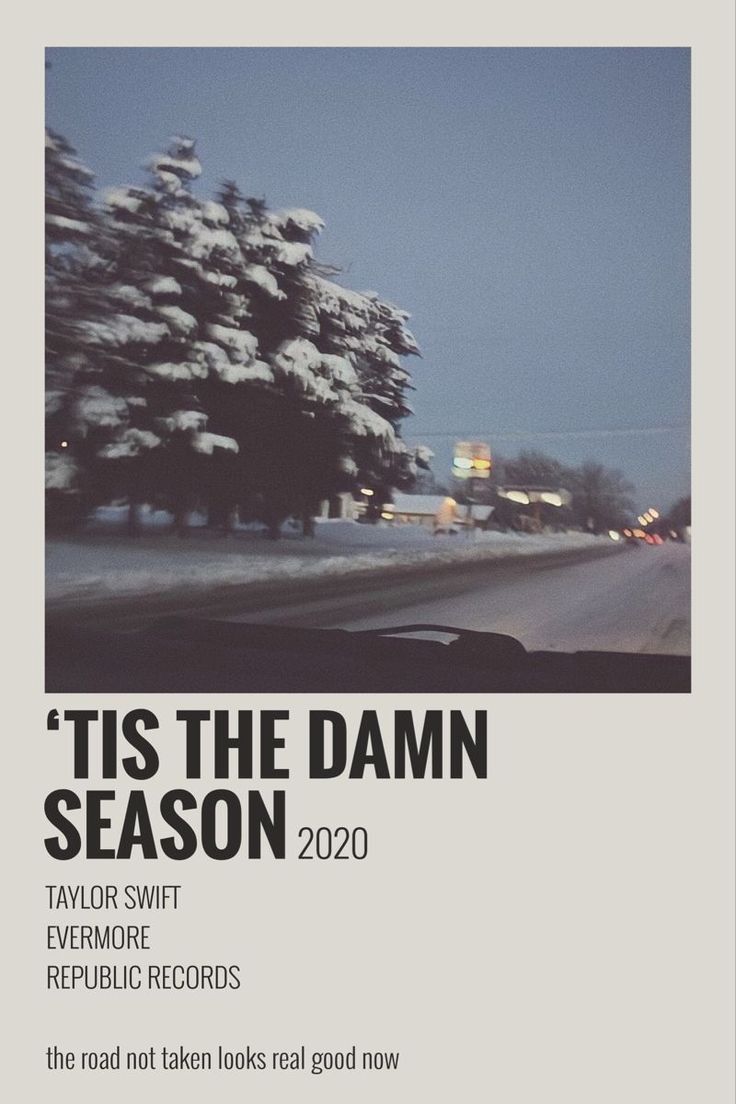 ‘TIS THE DAMN
SEASON 2020
TAYLOR SWIFT
EVERMORE
REPUBLIC RECORDS
the road not taken looks real good now